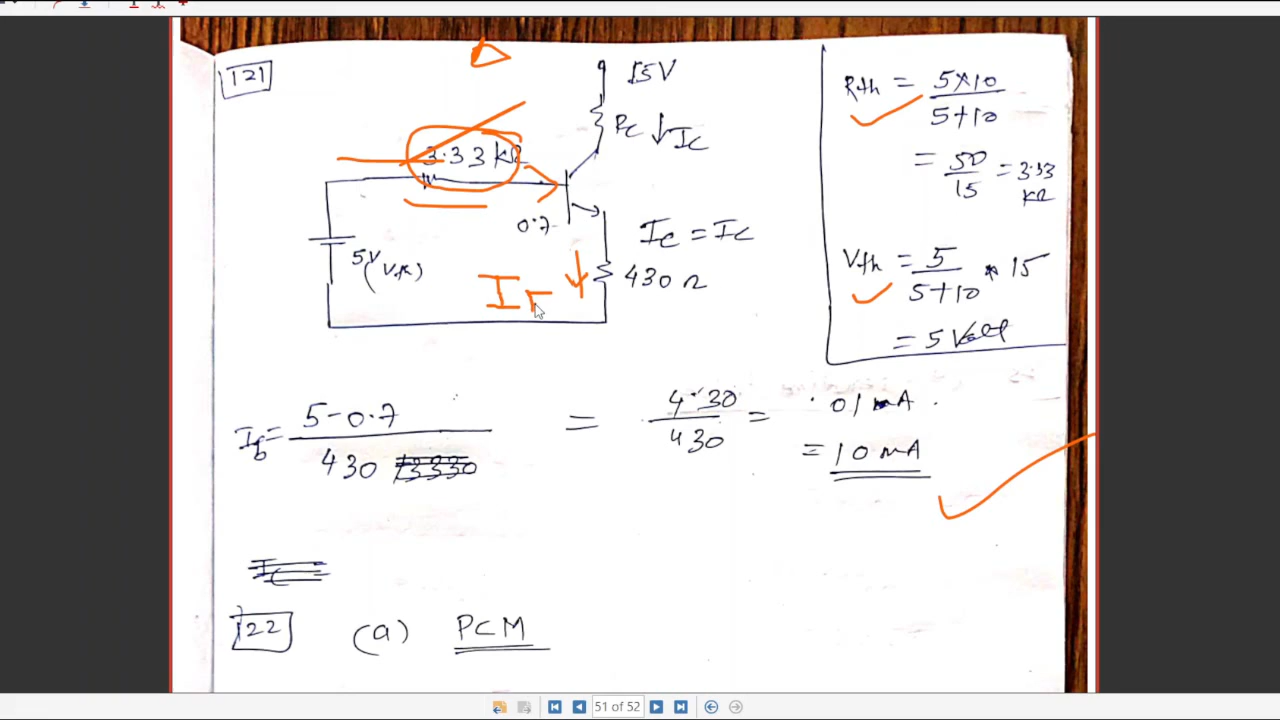 121
15V
RC ↓ IC
3.33 kΩ
0.7
IC = IC
5V
(Vth)
430 Ω
I
Rth = 5×10 / 5+10
= 50 / 15 = 3.33
kΩ
Vth = 5 / 5+10 * 15
= 5 Volt
Ib = 5-0.7 / 430 = 4.30 / 430 = .01 mA.
= 10 mA
122 (a) PCM
51 of 52